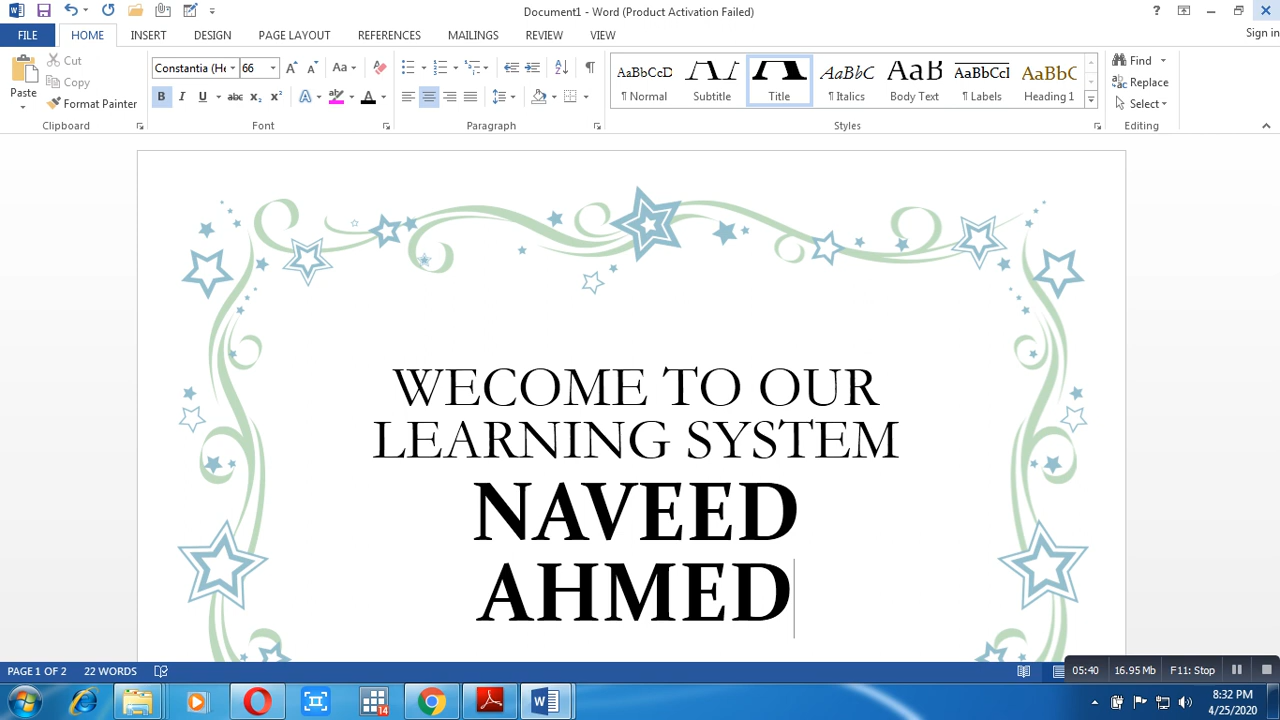 Document1 - Word (Product Activation Failed)
?
FILE HOME INSERT DESIGN PAGE LAYOUT REFERENCES MAILINGS REVIEW VIEW
Sign in
Paste
Cut
Copy
Format Painter
Clipboard
Constantia (He 66
Font
Paragraph
AaBbCcD
¶ Normal
Subtitle
Title
AaBbC
¶ Italics
AaB
Body Text
AaBbCcl
¶ Labels
AaBbC
Heading 1
Styles
Find
Replace
Select
Editing
WECOME TO OUR
LEARNING SYSTEM
NAVEED
AHMED
PAGE 1 OF 2 22 WORDS
05:40 16.95 Mb F11: Stop
14
8:32 PM
4/25/2020